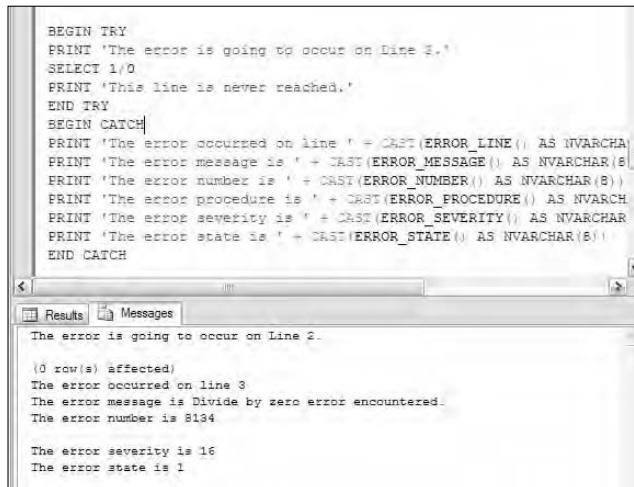 BEGIN TRY
PRINT 'The error is going to occur on Line 2.'
SELECT 1/0
PRINT 'This line is never reached.'
END TRY
BEGIN CATCH
PRINT 'The error occurred on line ' + CAST(ERROR_LINE() AS NVARCHA
PRINT 'The error message is ' + CAST(ERROR_MESSAGE() AS NVARCHAR(8
PRINT 'The error number is ' + CAST(ERROR_NUMBER() AS NVARCHAR(8))
PRINT 'The error procedure is ' + CAST(ERROR_PROCEDURE() AS NVARCH
PRINT 'The error severity is ' + CAST(ERROR_SEVERITY() AS NVARCHAR
PRINT 'The error state is ' + CAST(ERROR_STATE() AS NVARCHAR(8))
END CATCH
Results Messages
The error is going to occur on Line 2.
(0 row(s) affected)
The error occurred on line 3
The error message is Divide by zero error encountered.
The error number is 8134
The error severity is 16
The error state is 1